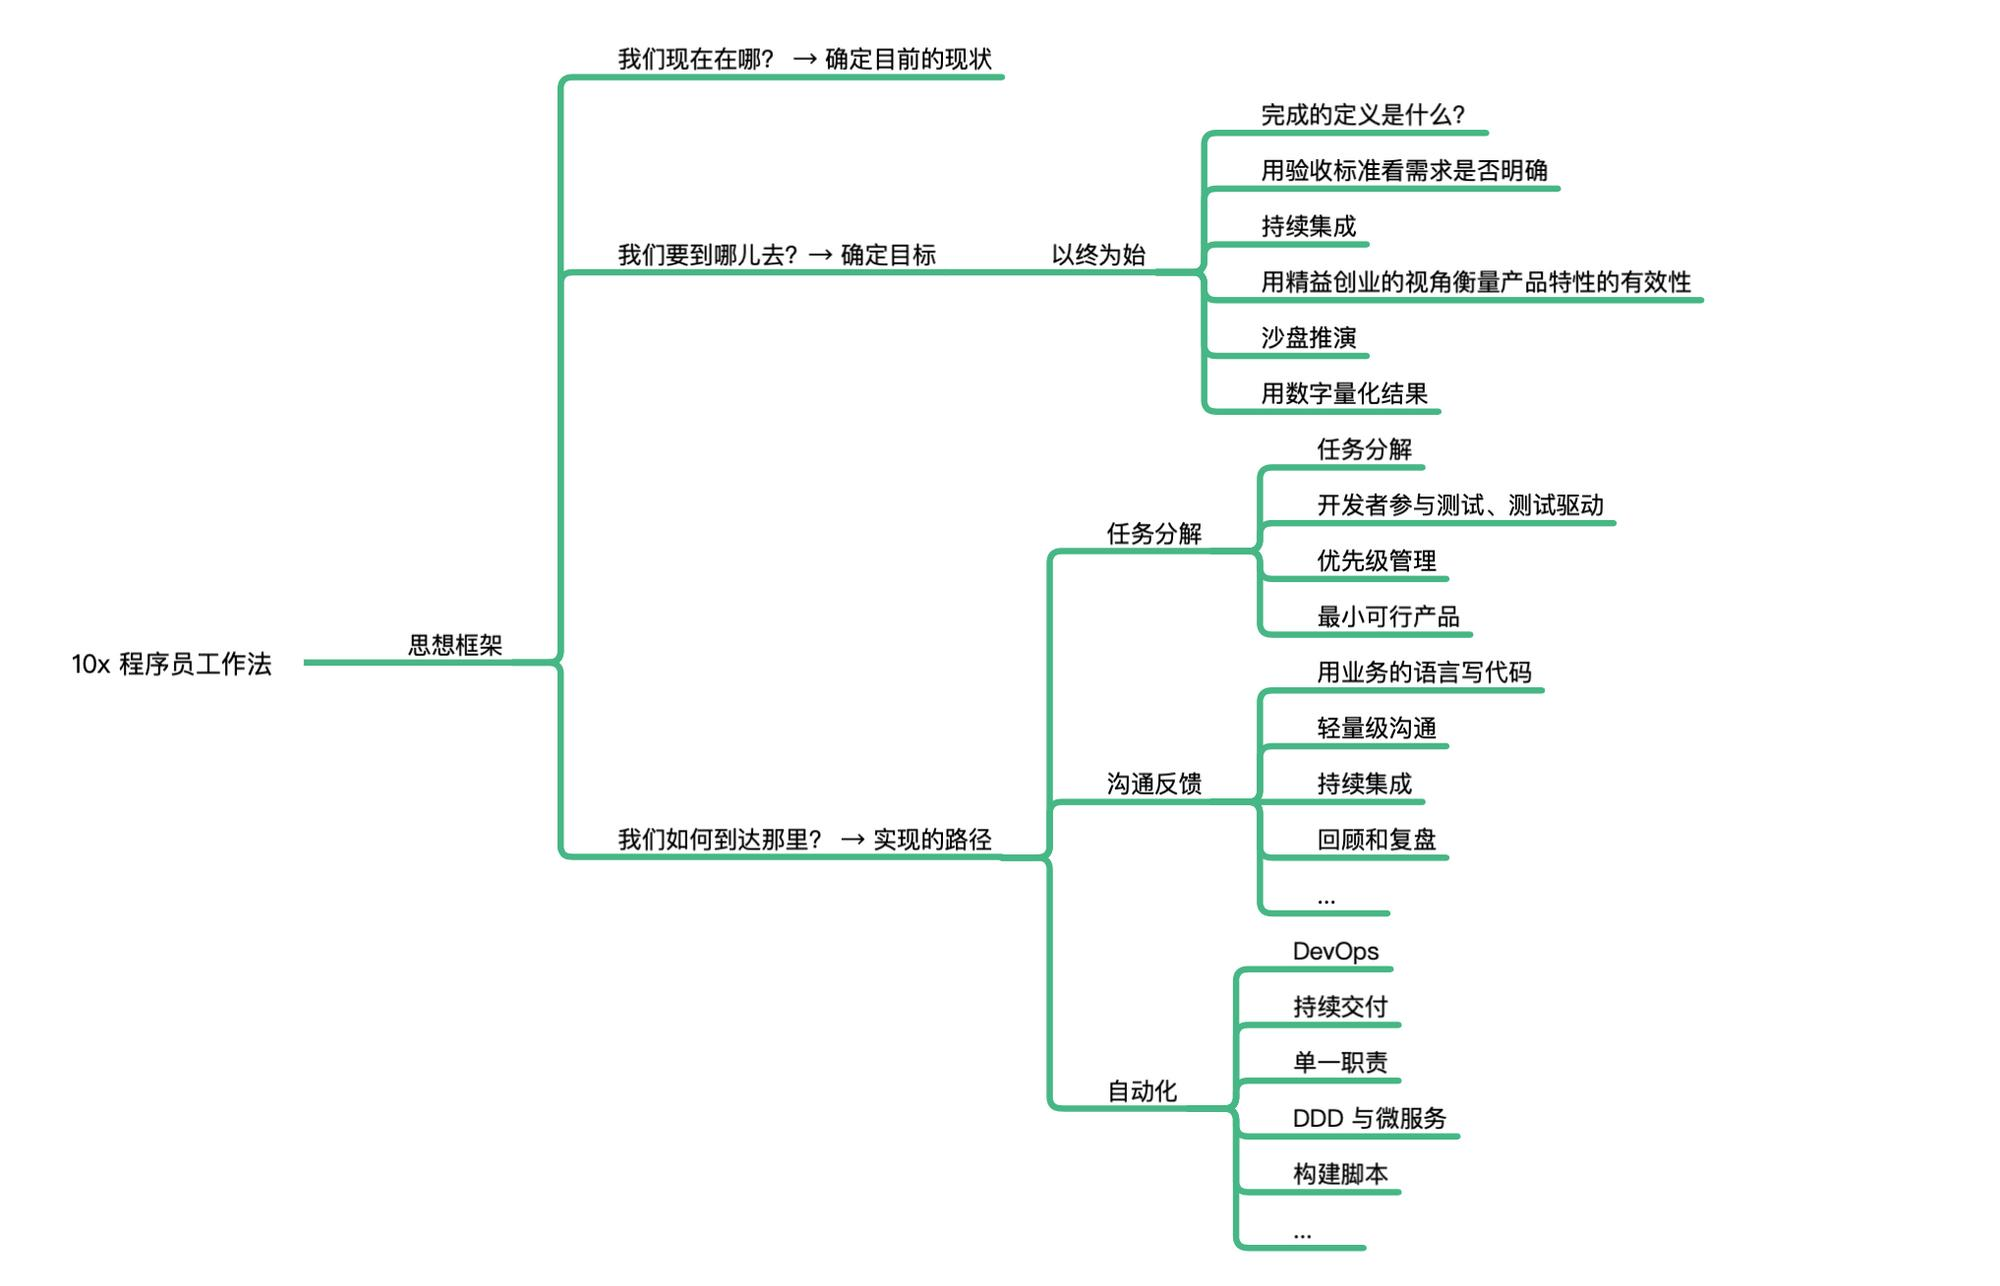 我们现在在哪？ → 确定目前的现状
完成的定义是什么？
用验收标准看需求是否明确
持续集成
我们要到哪儿去？→ 确定目标
以终为始
用精益创业的视角衡量产品特性的有效性
沙盘推演
用数字量化结果
任务分解
开发者参与测试、测试驱动
任务分解
优先级管理
最小可行产品
10x 程序员工作法
思想框架
用业务的语言写代码
轻量级沟通
沟通反馈
持续集成
我们如何到达那里？ → 实现的路径
回顾和复盘
...
DevOps
持续交付
单一职责
自动化
DDD 与微服务
构建脚本
...